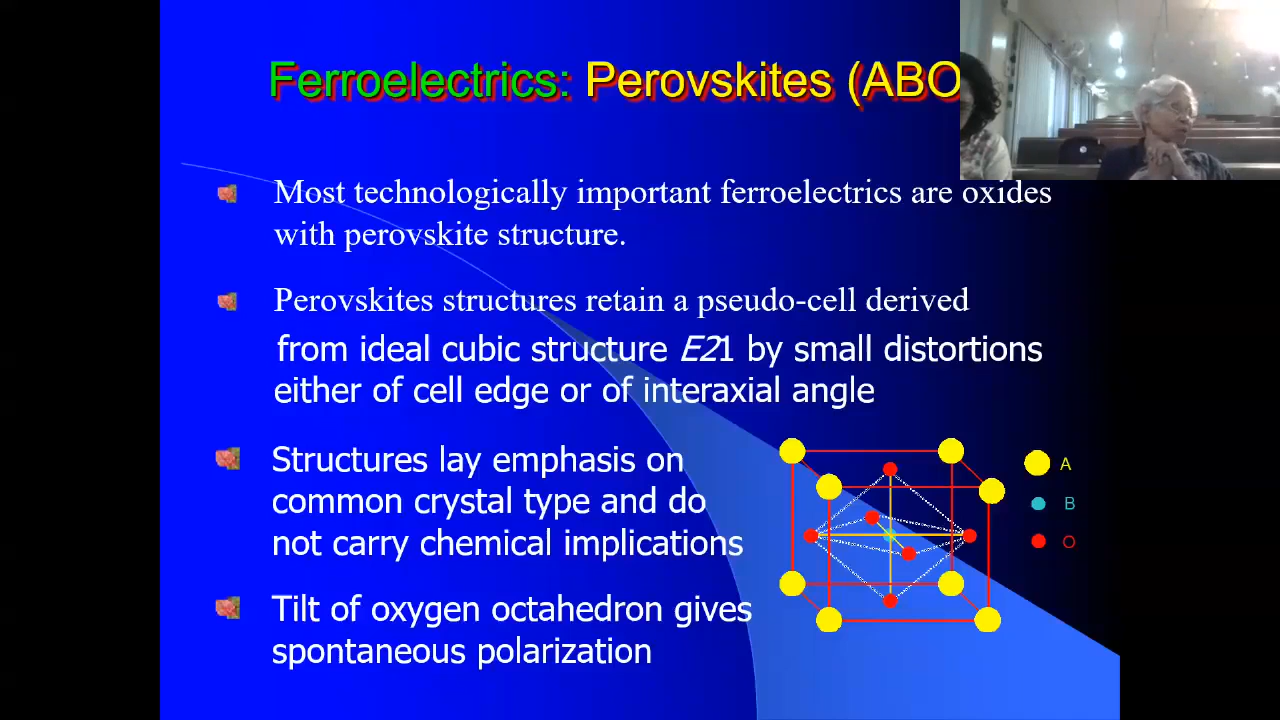 Ferroelectrics: Perovskites (ABO
Most technologically important ferroelectrics are oxides
with perovskite structure.
Perovskites structures retain a pseudo-cell derived
from ideal cubic structure E21 by small distortions
either of cell edge or of interaxial angle
Structures lay emphasis on
common crystal type and do
not carry chemical implications
Tilt of oxygen octahedron gives
spontaneous polarization
A
B
O